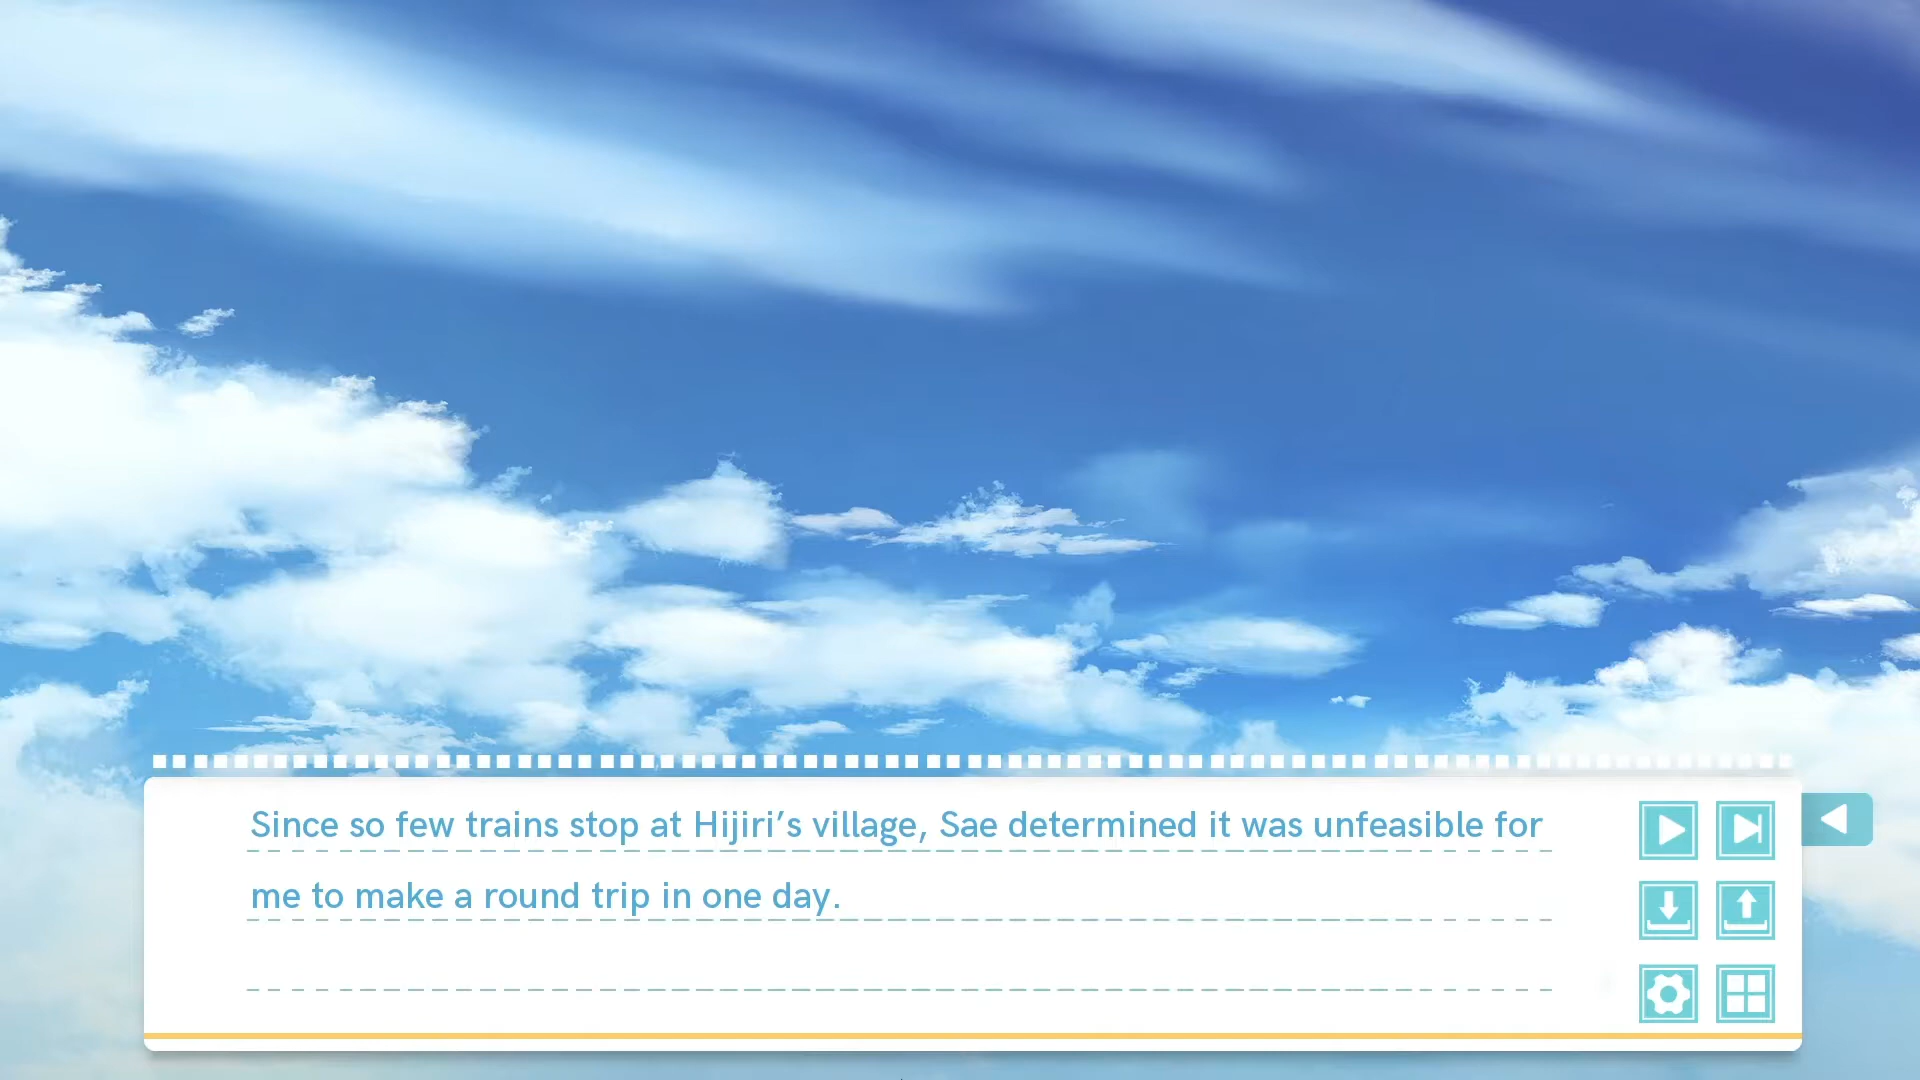 Since so few trains stop at Hijiri’s village, Sae determined it was unfeasible for
me to make a round trip in one day.